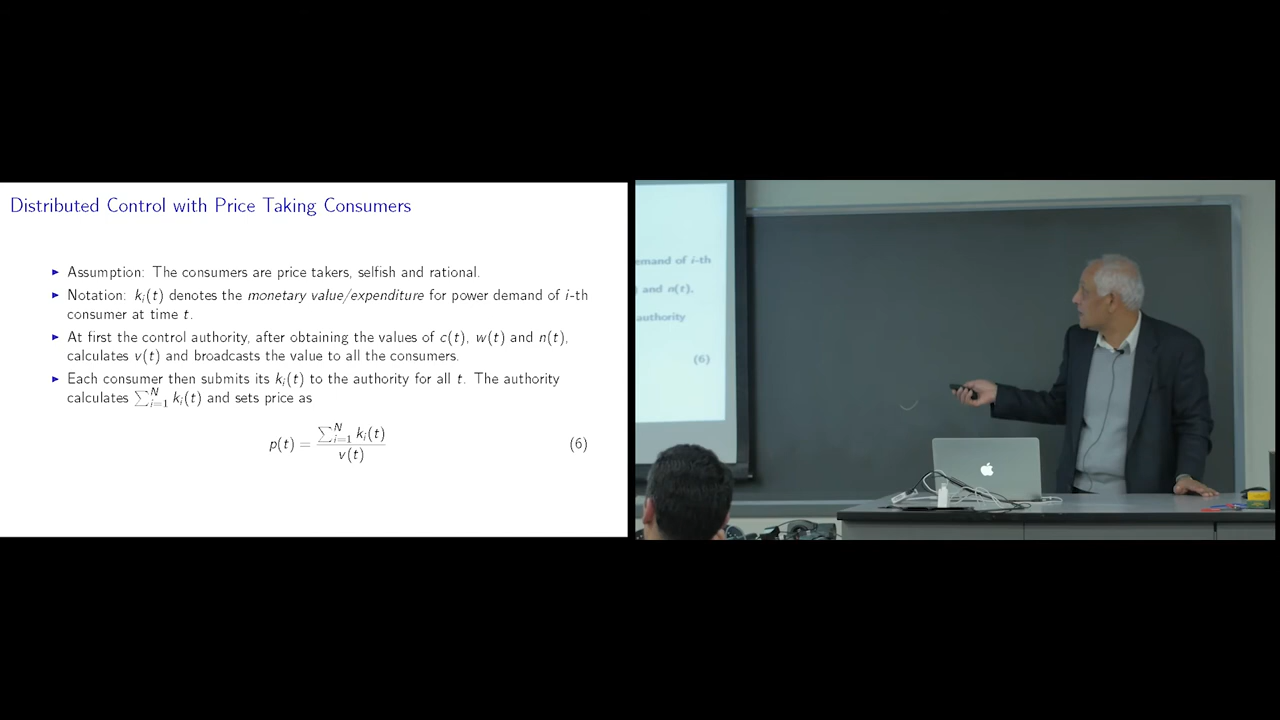 Distributed Control with Price Taking Consumers
▶ Assumption: The consumers are price takers, selfish and rational.
▶ Notation: kᵢ(t) denotes the monetary value/expenditure for power demand of i-th
consumer at time t.
▶ At first the control authority, after obtaining the values of c(t), w(t) and n(t),
calculates v(t) and broadcasts the value to all the consumers.
▶ Each consumer then submits its kᵢ(t) to the authority for all t. The authority
calculates ∑ᵢ₌₁ᴺ kᵢ(t) and sets price as
p(t) = ∑ᵢ₌₁ᴺ kᵢ(t) / v(t) (6)
emand of i-th
and n(t),
authority
(6)